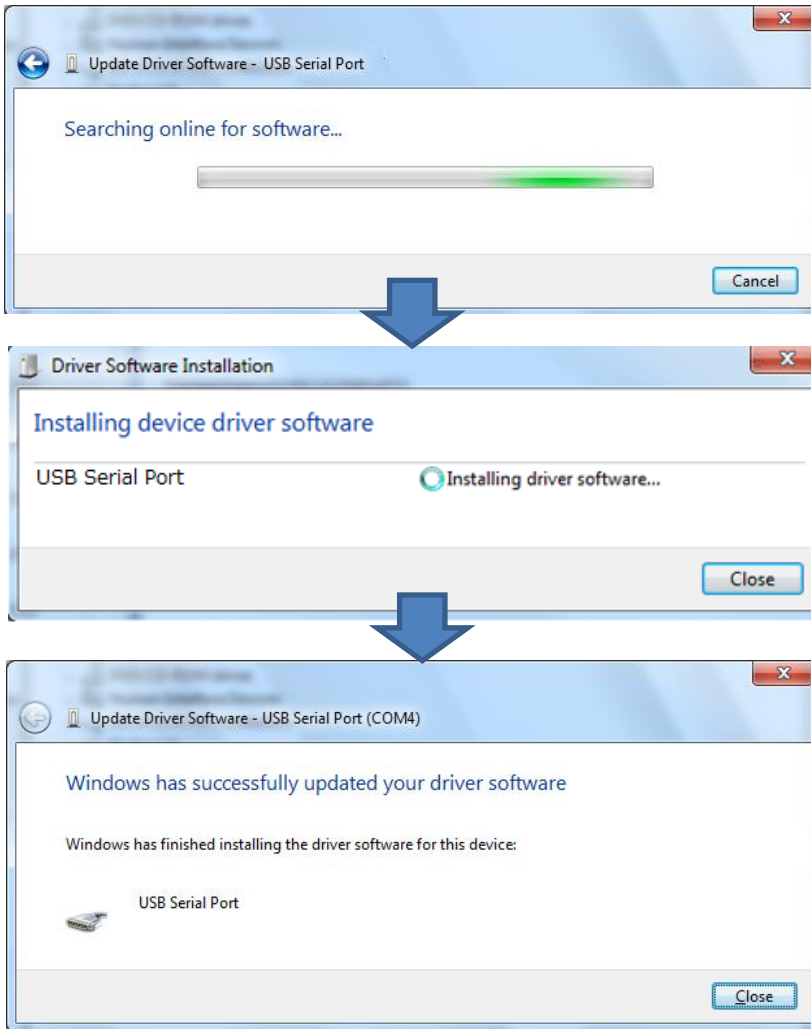 Update Driver Software - USB Serial Port
Searching online for software...
Cancel
Driver Software Installation
Installing device driver software
USB Serial Port
Installing driver software...
Close
Update Driver Software - USB Serial Port (COM4)
Windows has successfully updated your driver software
Windows has finished installing the driver software for this device:
USB Serial Port
Close